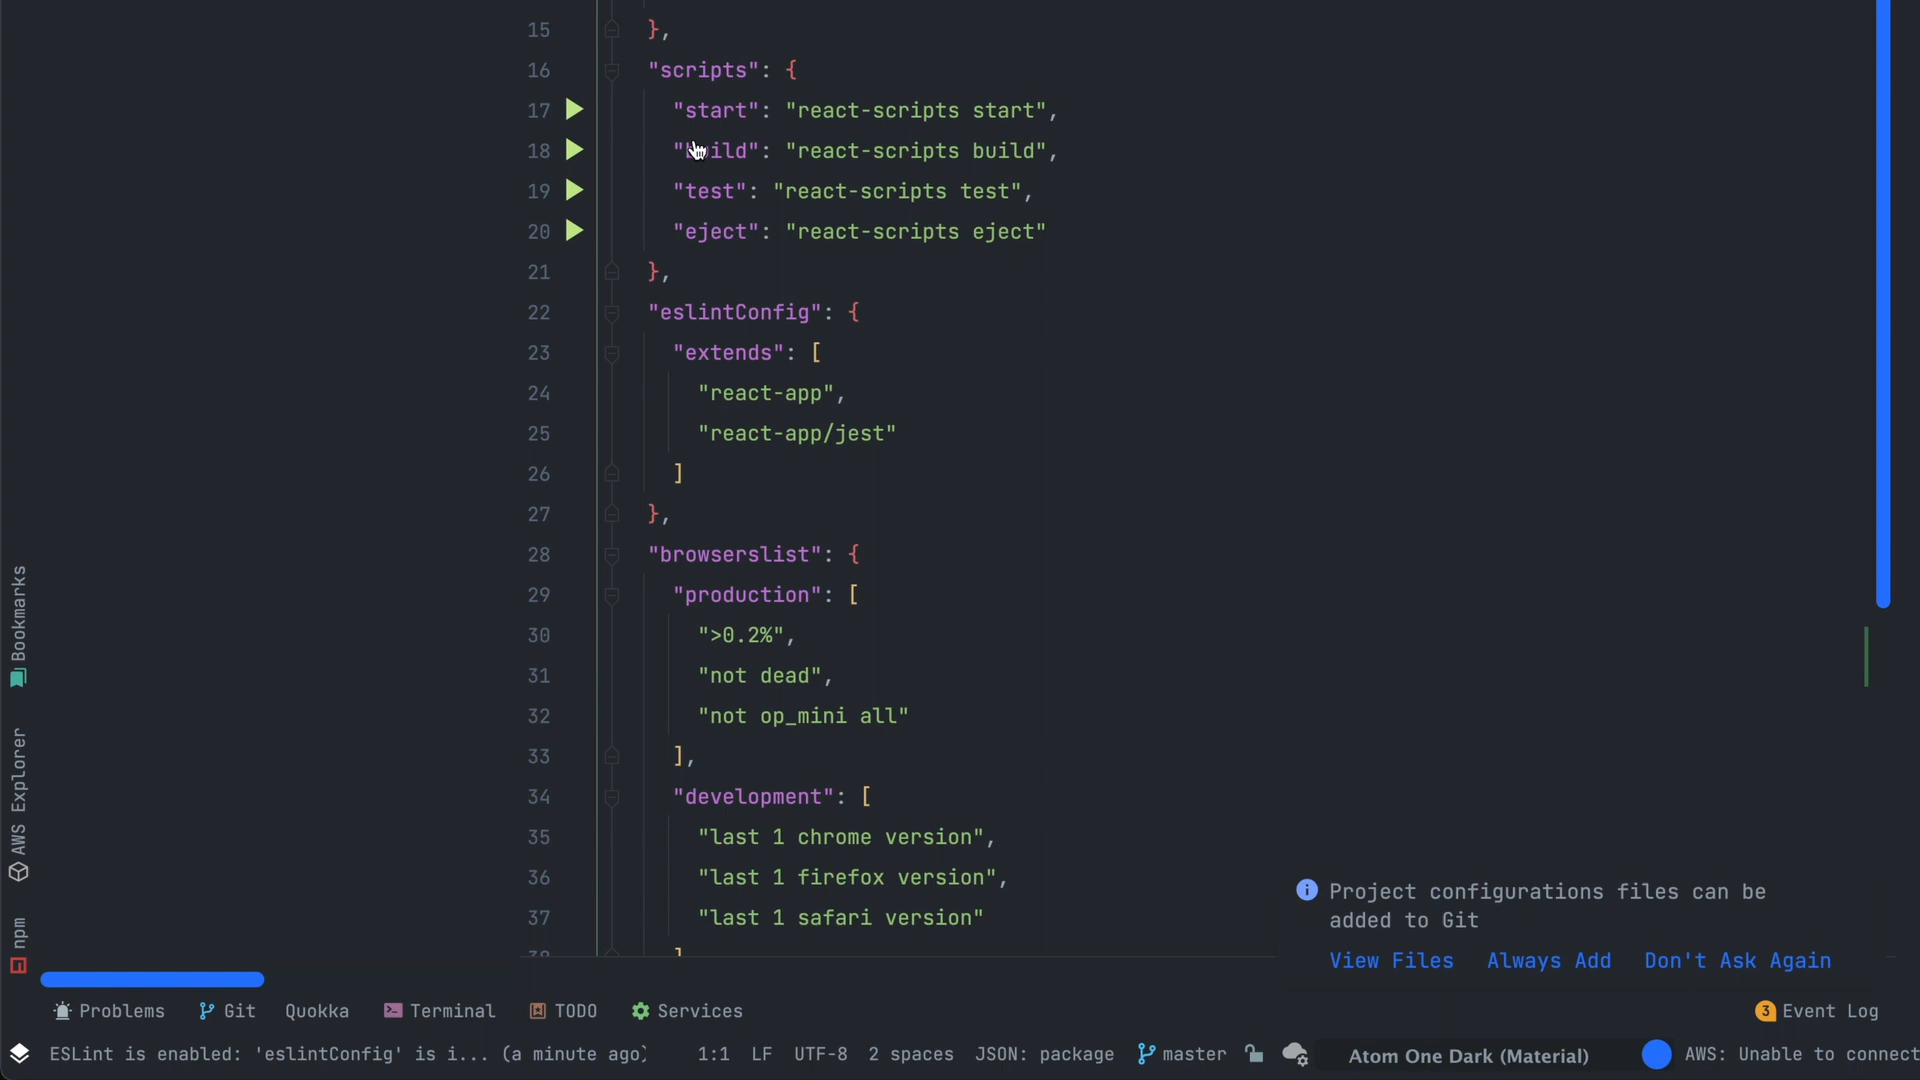 15 },
16 "scripts": {
17 "start": "react-scripts start",
18 "build": "react-scripts build",
19 "test": "react-scripts test",
20 "eject": "react-scripts eject"
21 },
22 "eslintConfig": {
23 "extends": [
24 "react-app",
25 "react-app/jest"
26 ]
27 },
28 "browserslist": {
29 "production": [
30 ">0.2%",
31 "not dead",
32 "not op_mini all"
33 ],
34 "development": [
35 "last 1 chrome version",
36 "last 1 firefox version",
37 "last 1 safari version"
38 ]
Bookmarks
AWS Explorer
npm
Project configurations files can be
added to Git
View Files Always Add Don't Ask Again
Problems Git Quokka Terminal TODO Services 3 Event Log
ESLint is enabled: 'eslintConfig' is i... (a minute ago) 1:1 LF UTF-8 2 spaces JSON: package master Atom One Dark (Material) AWS: Unable to connect